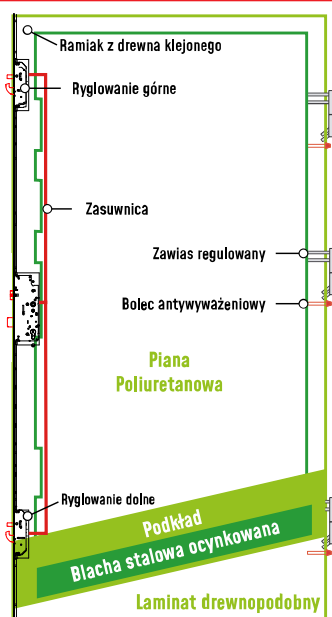 Ramiak z drewna klejonego
Ryglowanie górne
Zasuwnica
Zawias regulowany
Bolec antywyważeniowy
Piana
Poliuretanowa
Ryglowanie dolne
Podkład
Blacha stalowa ocynkowana
Laminat drewnopodobny